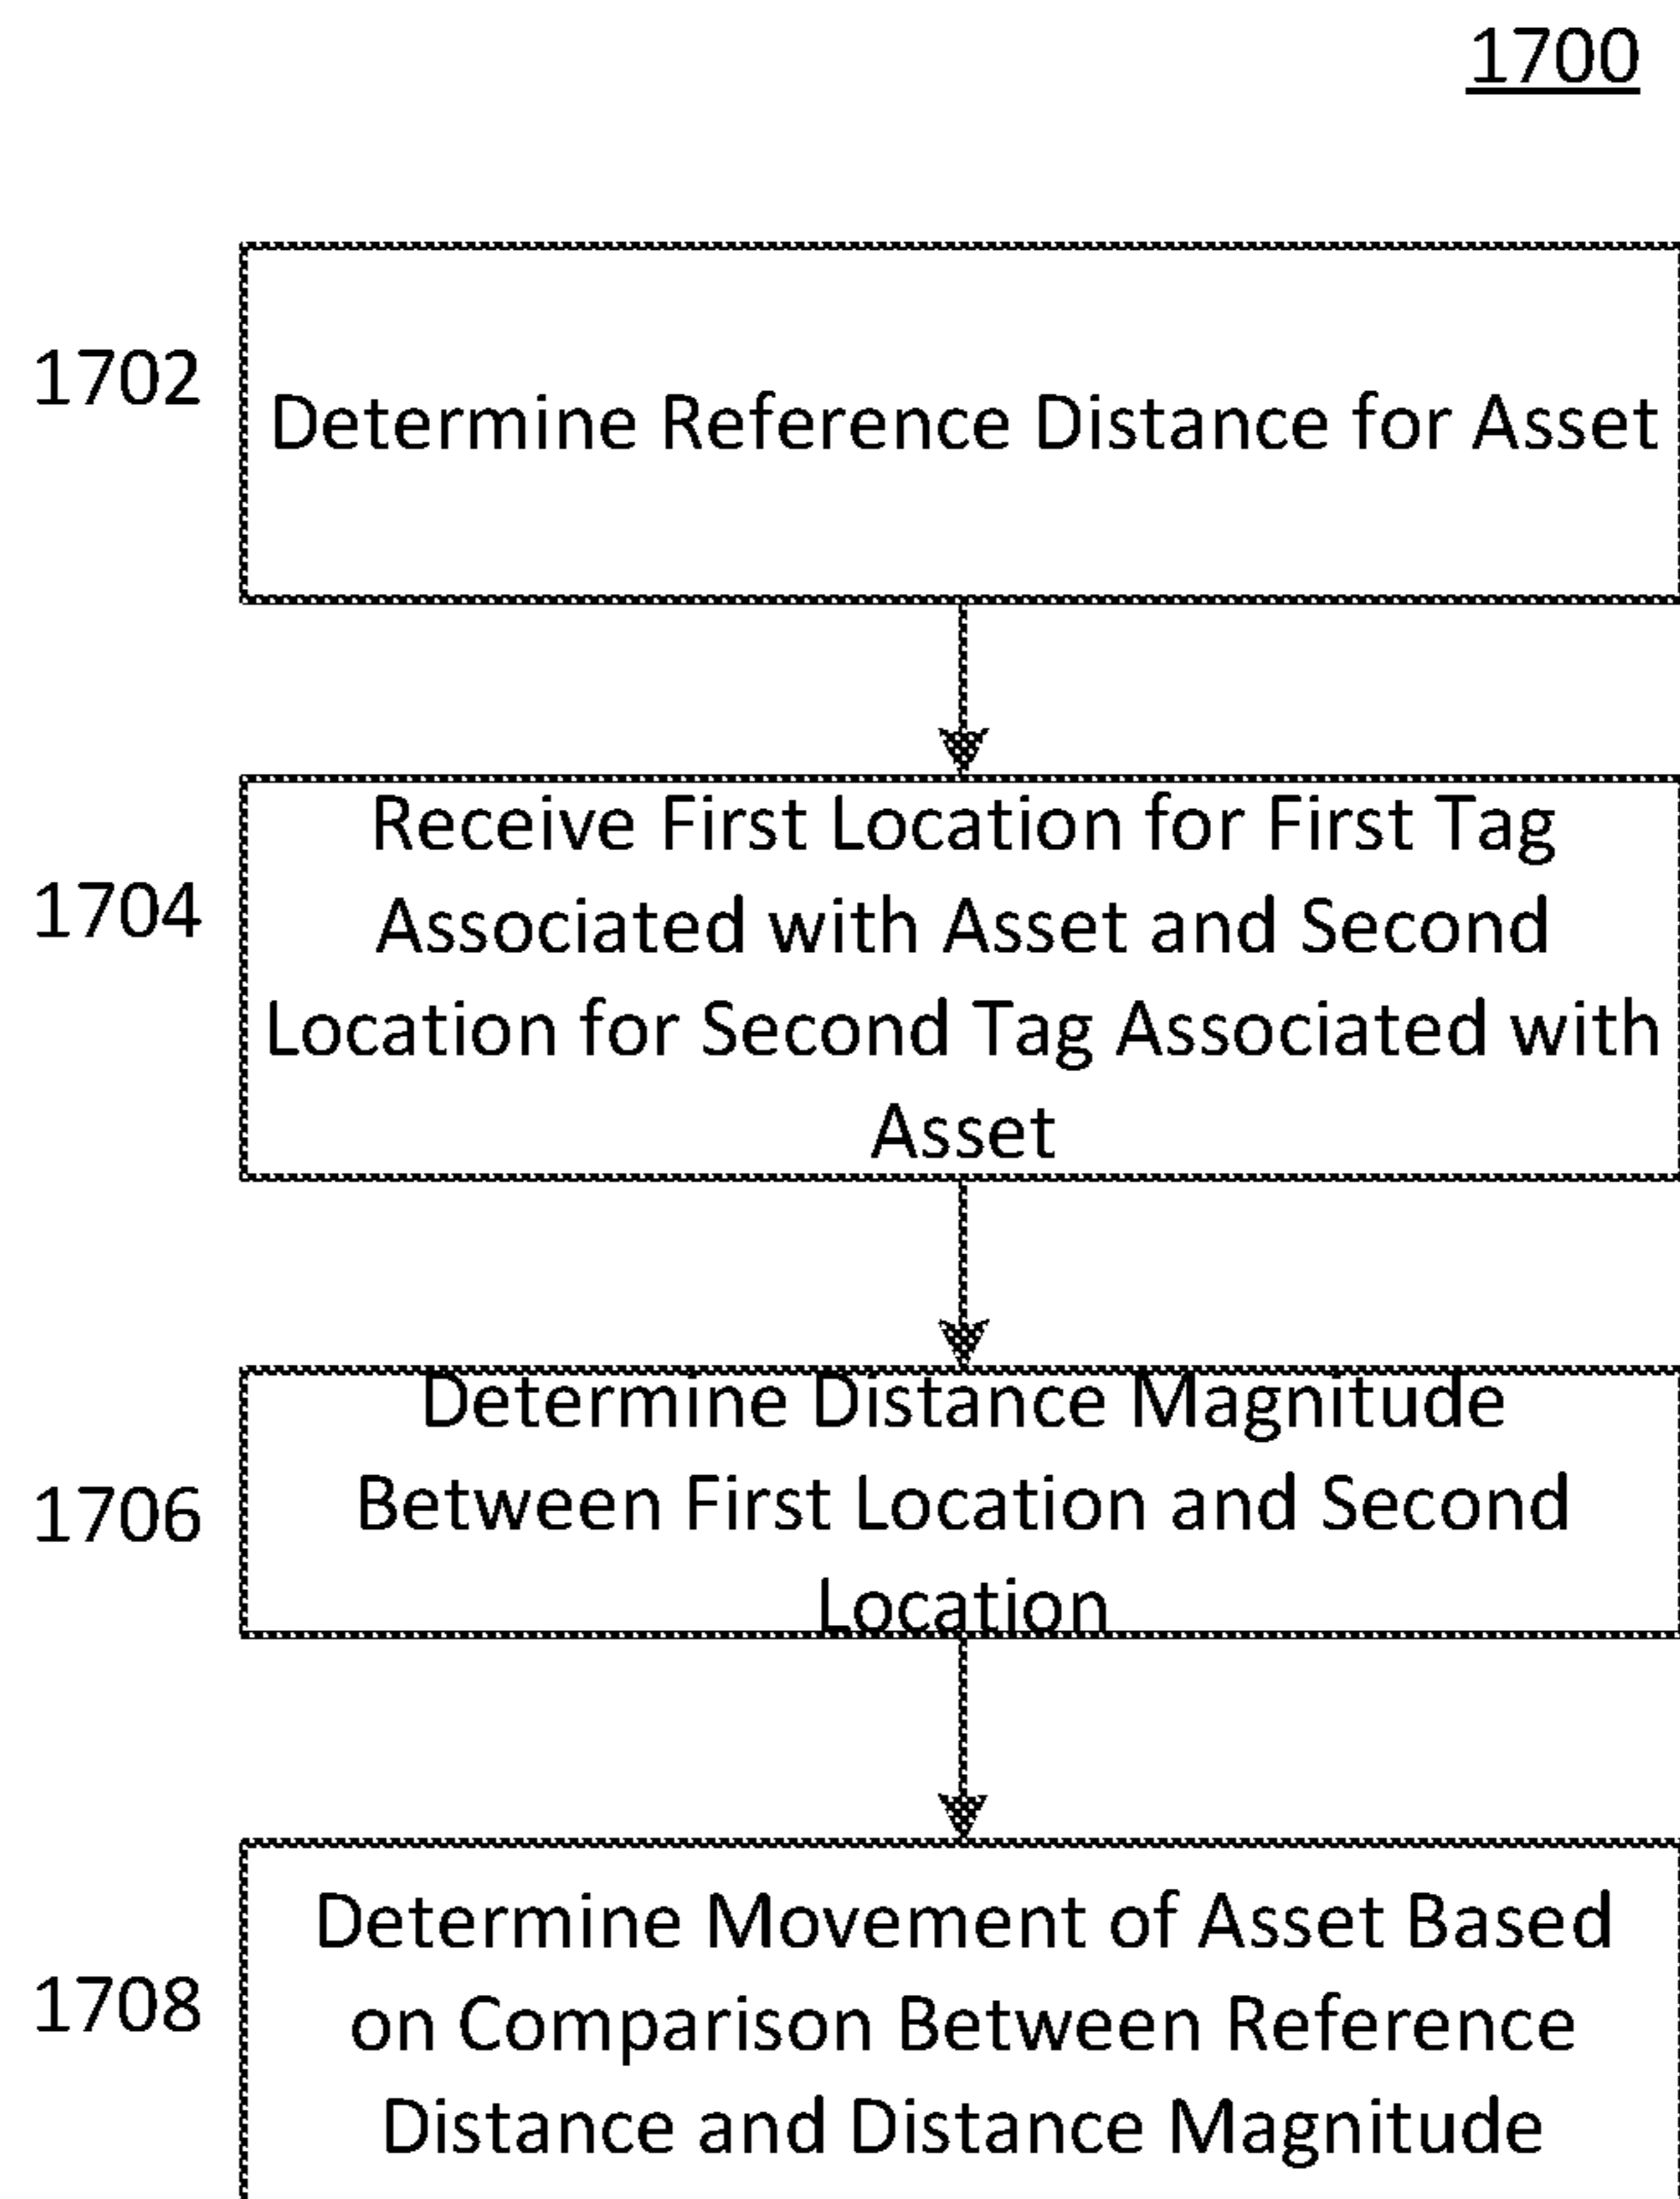 1700
1702
Determine Reference Distance for Asset
1704
Receive First Location for First Tag
Associated with Asset and Second
Location for Second Tag Associated with
Asset
1706
Determine Distance Magnitude
Between First Location and Second
Location
1708
Determine Movement of Asset Based
on Comparison Between Reference
Distance and Distance Magnitude